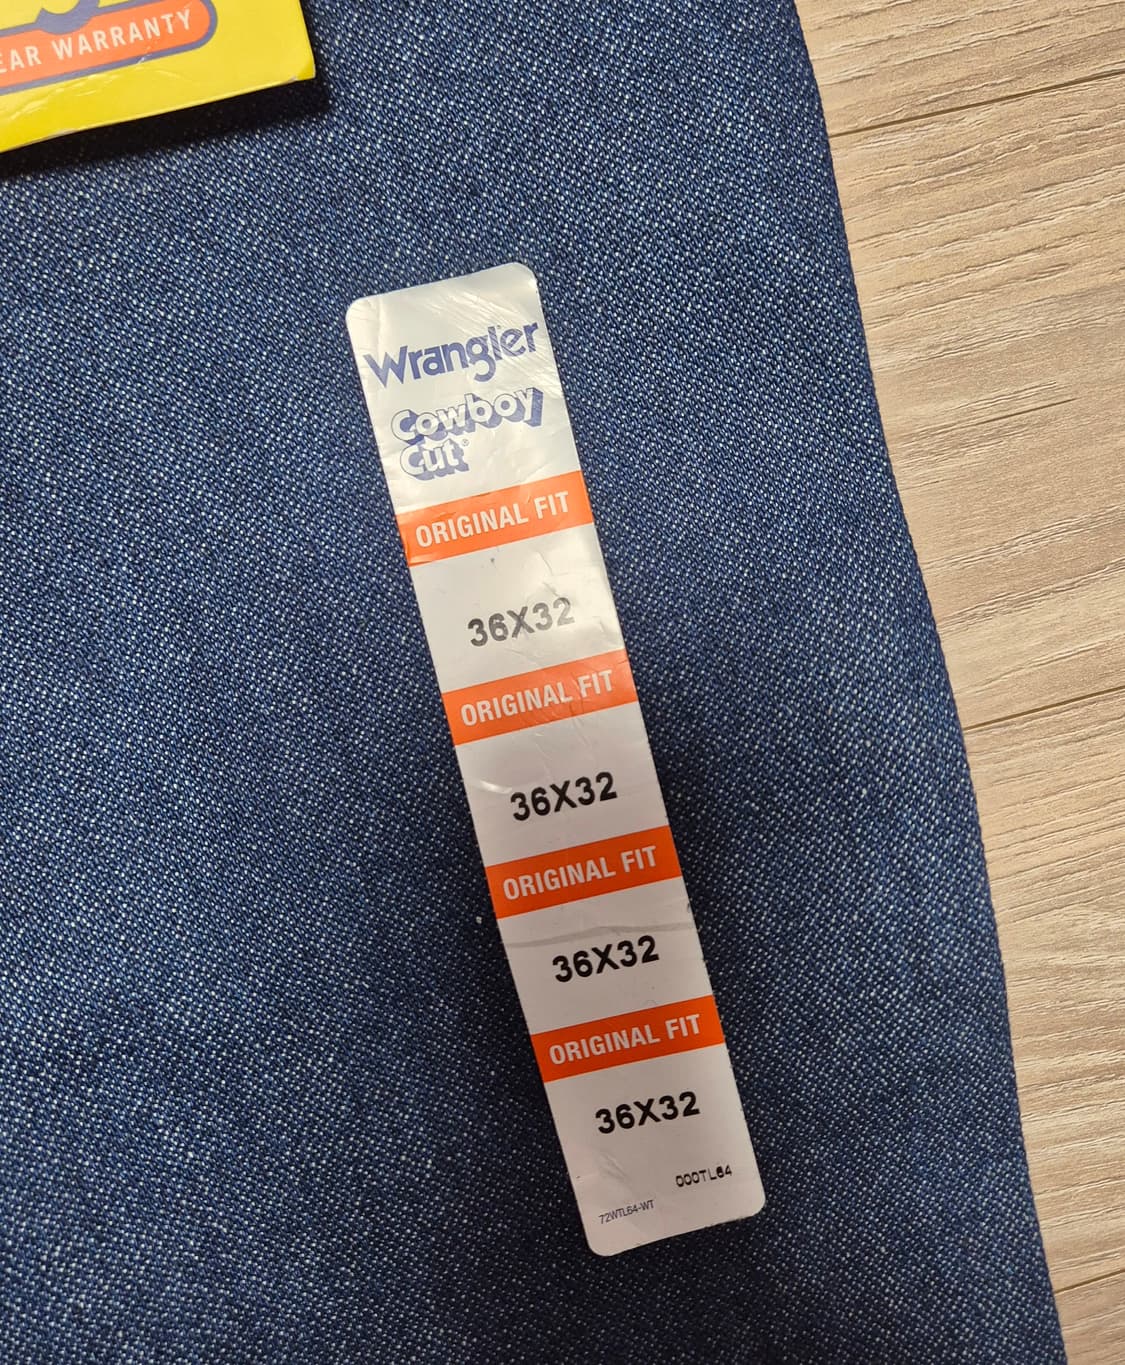 EAR WARRANTY
Wrangler
Cowboy
Cut®
ORIGINAL FIT
36X32
ORIGINAL FIT
36X32
ORIGINAL FIT
36X32
ORIGINAL FIT
36X32
000TL64
72WTL64-WT